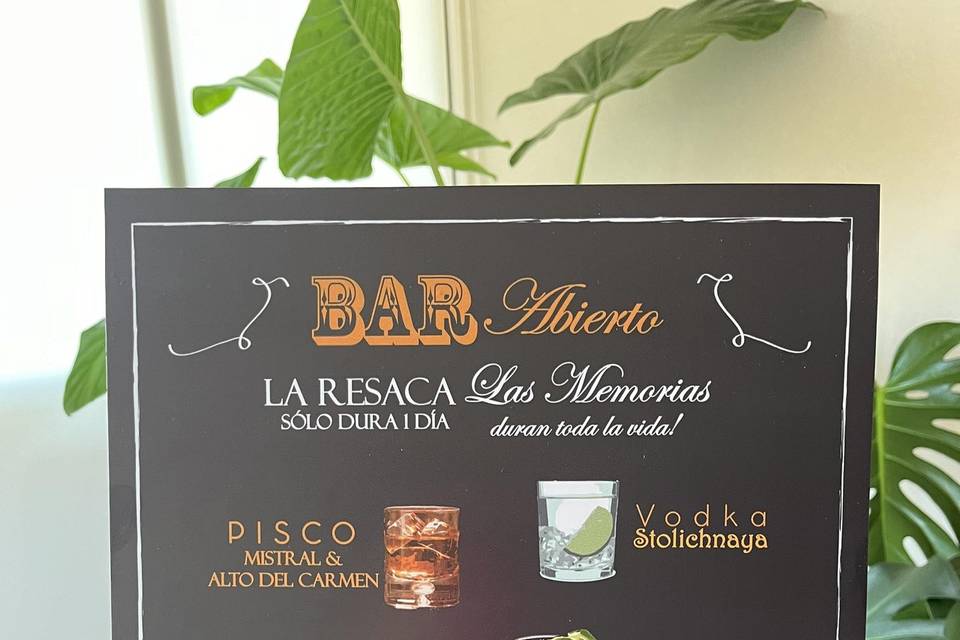 BAR Abierto
LA RESACA Las Memorias
SÓLO DURA 1 DÍA duran toda la vida!
PISCO
MISTRAL &
ALTO DEL CARMEN
Vodka
Stolichnaya